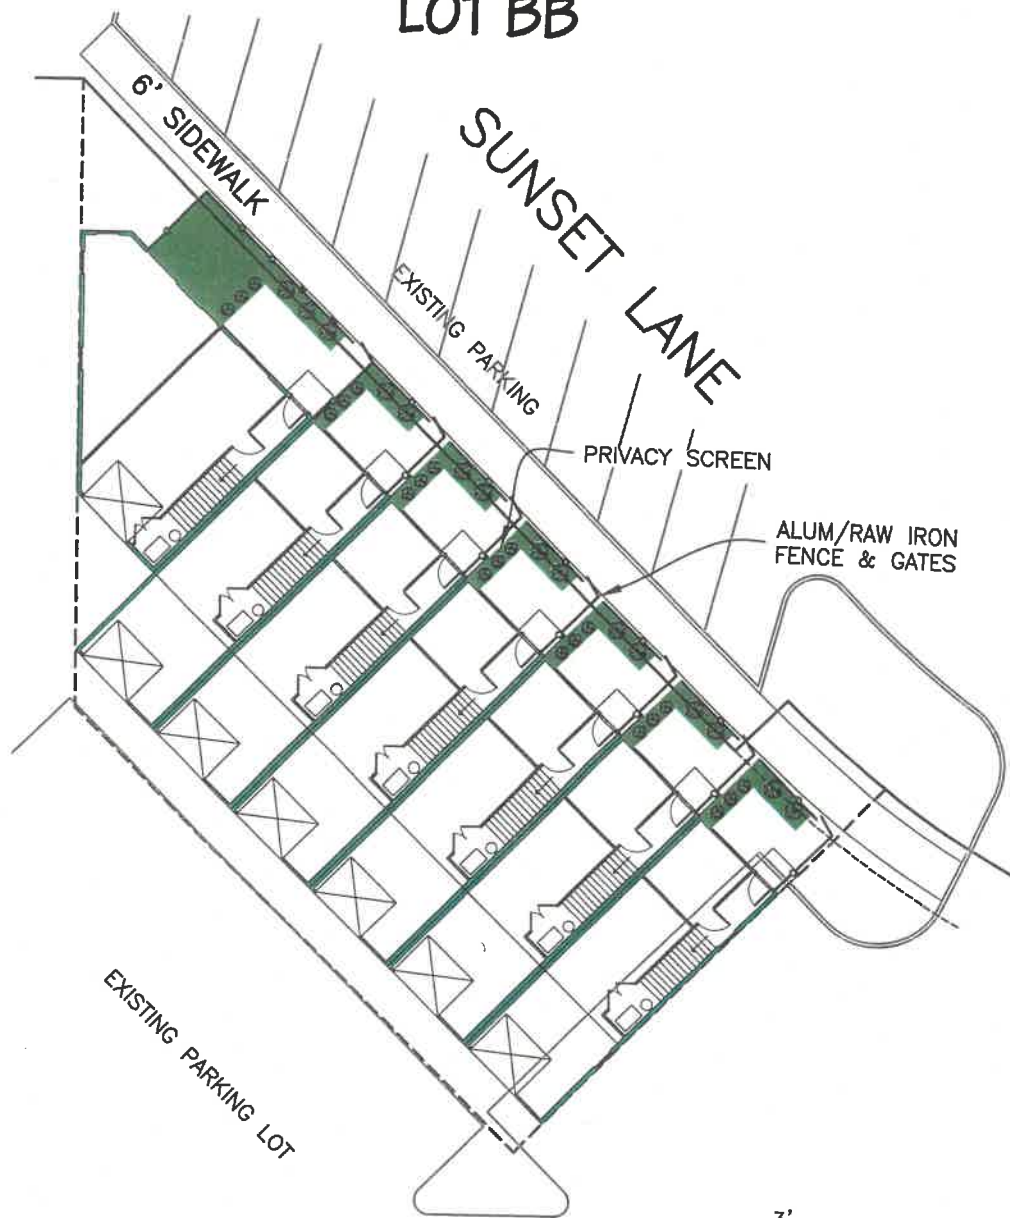 LOT BB
6' SIDEWALK
SUNSET LANE
EXISTING PARKING
PRIVACY SCREEN
ALUM/RAW IRON
FENCE & GATES
EXISTING PARKING LOT